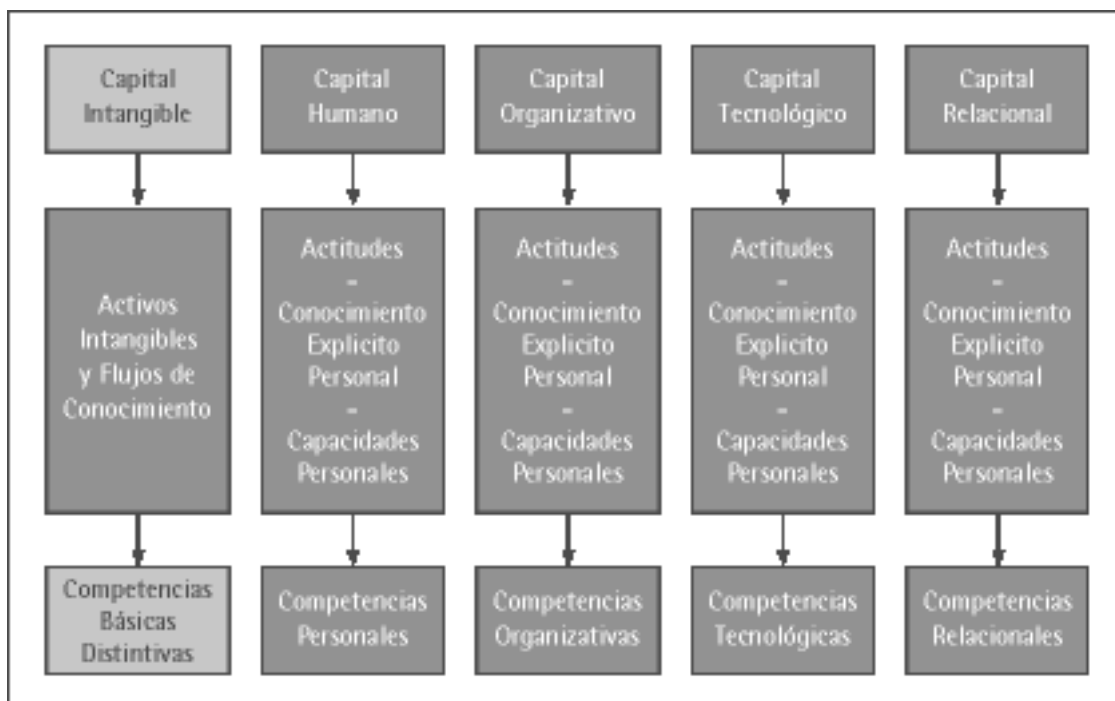 Capital
Intangible
Capital
Humano
Capital
Organizativo
Capital
Tecnológico
Capital
Relacional
Activos
Intangibles
y Flujos de
Conocimiento
Actitudes
-
Conocimiento
Explicito
Personal
-
Capacidades
Personales
Actitudes
-
Conocimiento
Explicito
Personal
-
Capacidades
Personales
Actitudes
-
Conocimiento
Explicito
Personal
-
Capacidades
Personales
Actitudes
-
Conocimiento
Explicito
Personal
-
Capacidades
Personales
Competencias
Básicas
Distintivas
Competencias
Personales
Competencias
Organizativas
Competencias
Tecnológicas
Competencias
Relacionales